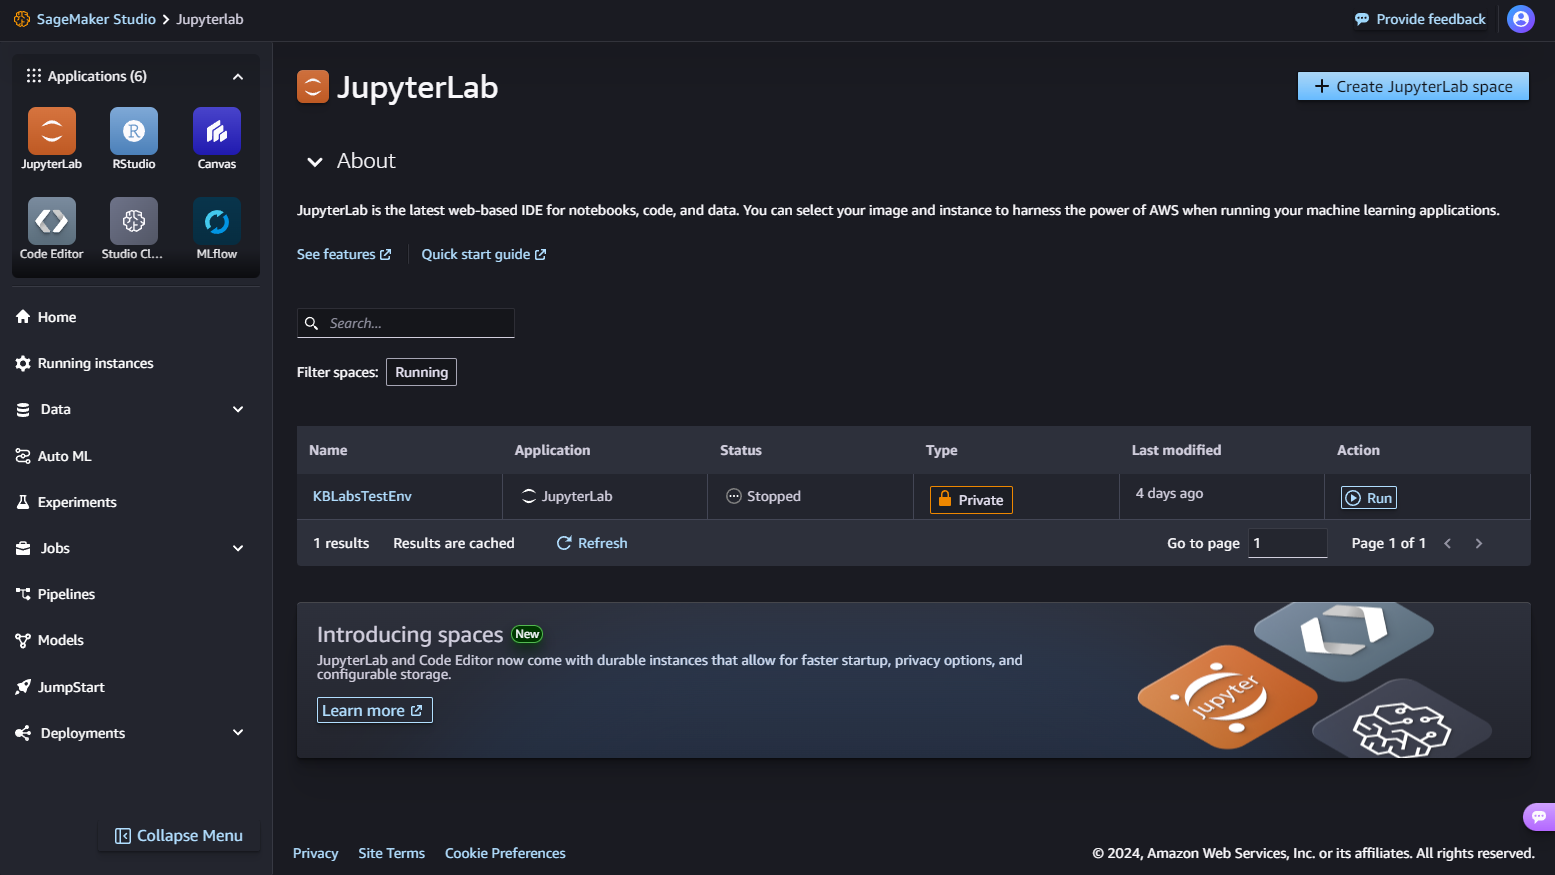 SageMaker Studio > Jupyterlab
Provide feedback
Applications (6)
JupyterLab
RStudio
R
Canvas
Code Editor
Studio Cl...
MLflow
Home
Running instances
Data
Auto ML
Experiments
Jobs
Pipelines
Models
JumpStart
Deployments
Collapse Menu
JupyterLab
+ Create JupyterLab space
About
JupyterLab is the latest web-based IDE for notebooks, code, and data. You can select your image and instance to harness the power of AWS when running your machine learning applications.
See features
Quick start guide
Search...
Filter spaces: Running
Name Application Status Type Last modified Action
KBLabsTestEnv JupyterLab Stopped Private 4 days ago Run
1 results Results are cached Refresh Go to page 1 Page 1 of 1
Introducing spaces New
JupyterLab and Code Editor now come with durable instances that allow for faster startup, privacy options, and
configurable storage.
Learn more
jupyter
Privacy Site Terms Cookie Preferences
© 2024, Amazon Web Services, Inc. or its affiliates. All rights reserved.